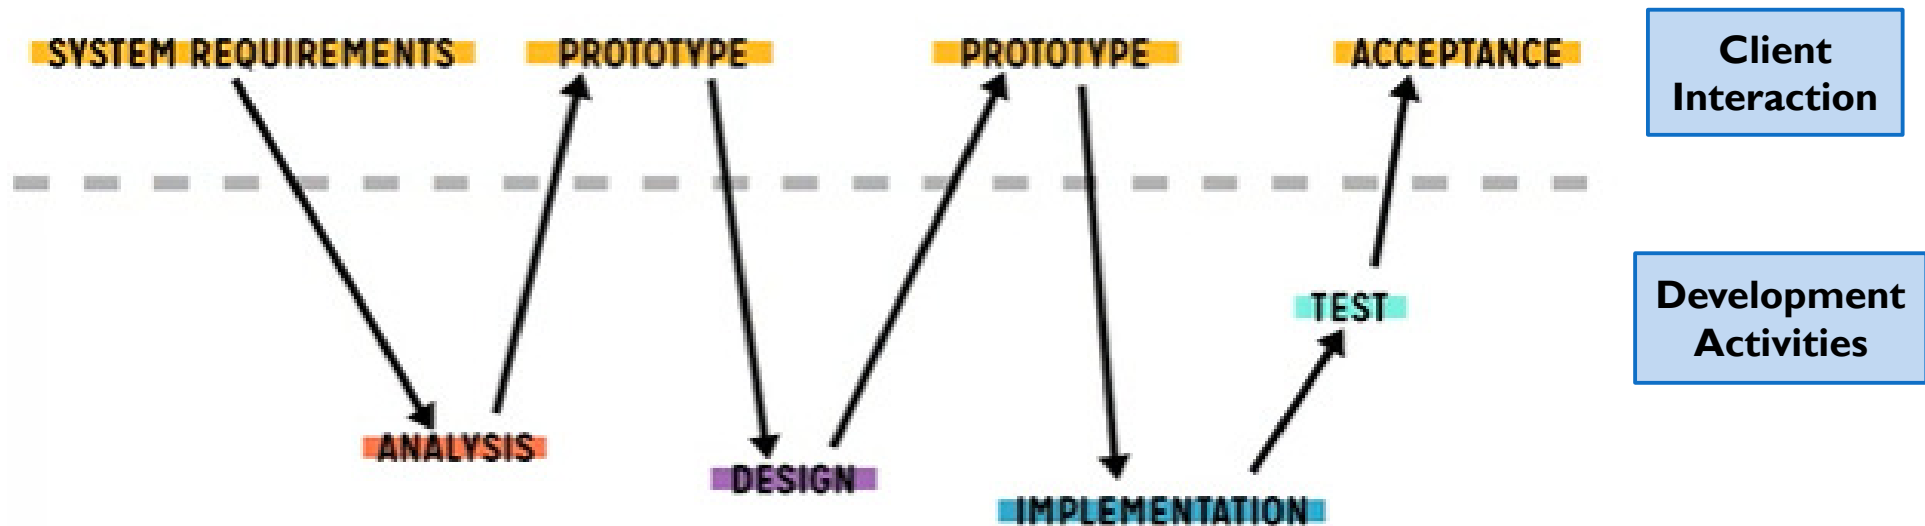 SYSTEM REQUIREMENTS
PROTOTYPE
PROTOTYPE
ACCEPTANCE
Client
Interaction
TEST
Development
Activities
ANALYSIS
DESIGN
IMPLEMENTATION